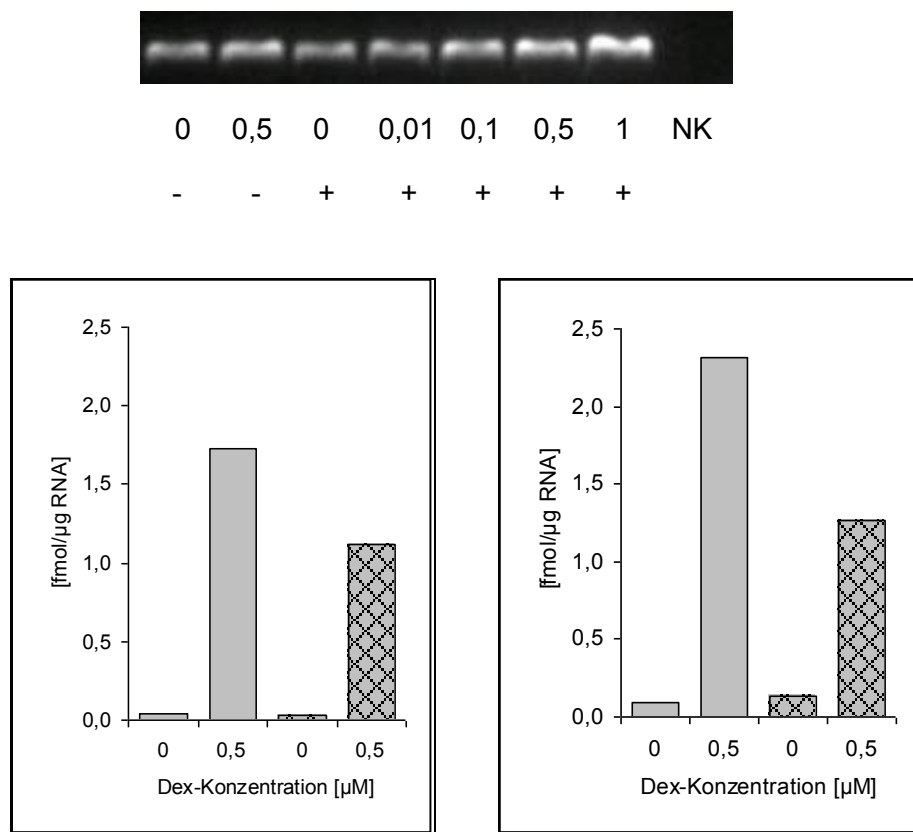 0 0,5 0 0,01 0,1 0,5 1 NK
- - + + + + +
2,5
2,0
1,5
1,0
0,5
0,0
[fmol/µg RNA]
0 0,5 0 0,5
Dex-Konzentration [µM]
2,5
2,0
1,5
1,0
0,5
0,0
[fmol/µg RNA]
0 0,5 0 0,5
Dex-Konzentration [µM]